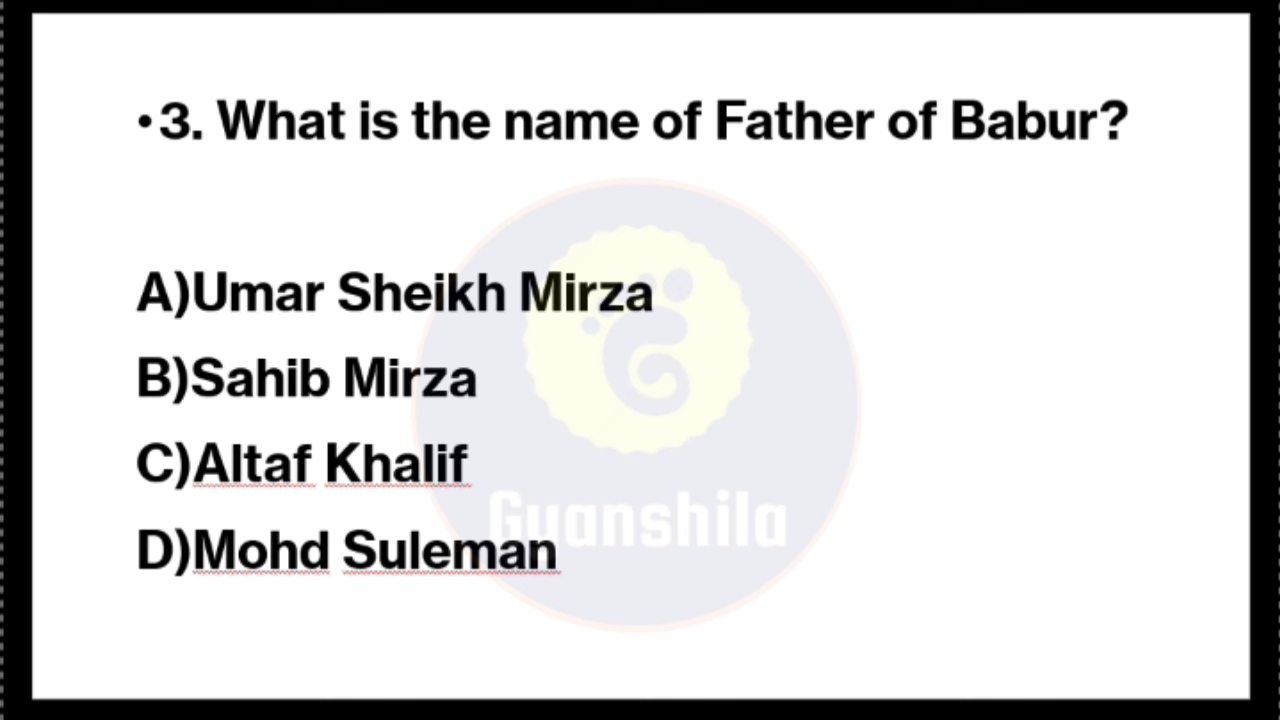 •3. What is the name of Father of Babur?
A)Umar Sheikh Mirza
B)Sahib Mirza
C)Altaf Khalif
D)Mohd Suleman
Gyanshila